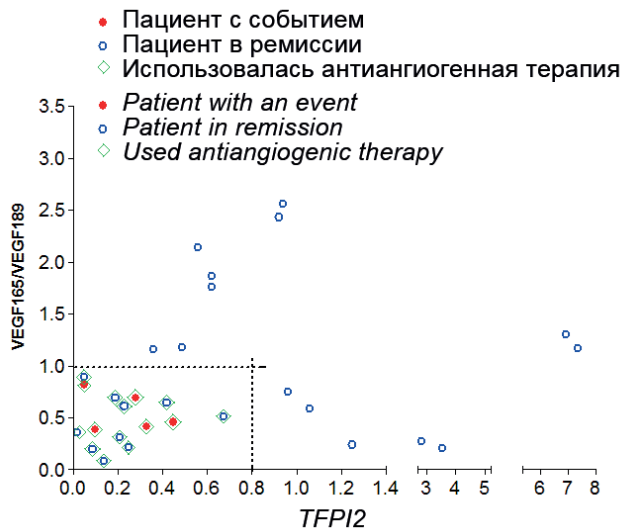 Пациент с событием
Пациент в ремиссии
Использовалась антиангиогенная терапия
Patient with an event
Patient in remission
Used antiangiogenic therapy
VEGF165/VEGF189
3.5
3.0
2.5
2.0
1.5
1.0
0.5
0.0
0.0 0.2 0.4 0.6 0.8 1.0 1.2 1.4 3 4 5 6 7 8
TFPI2